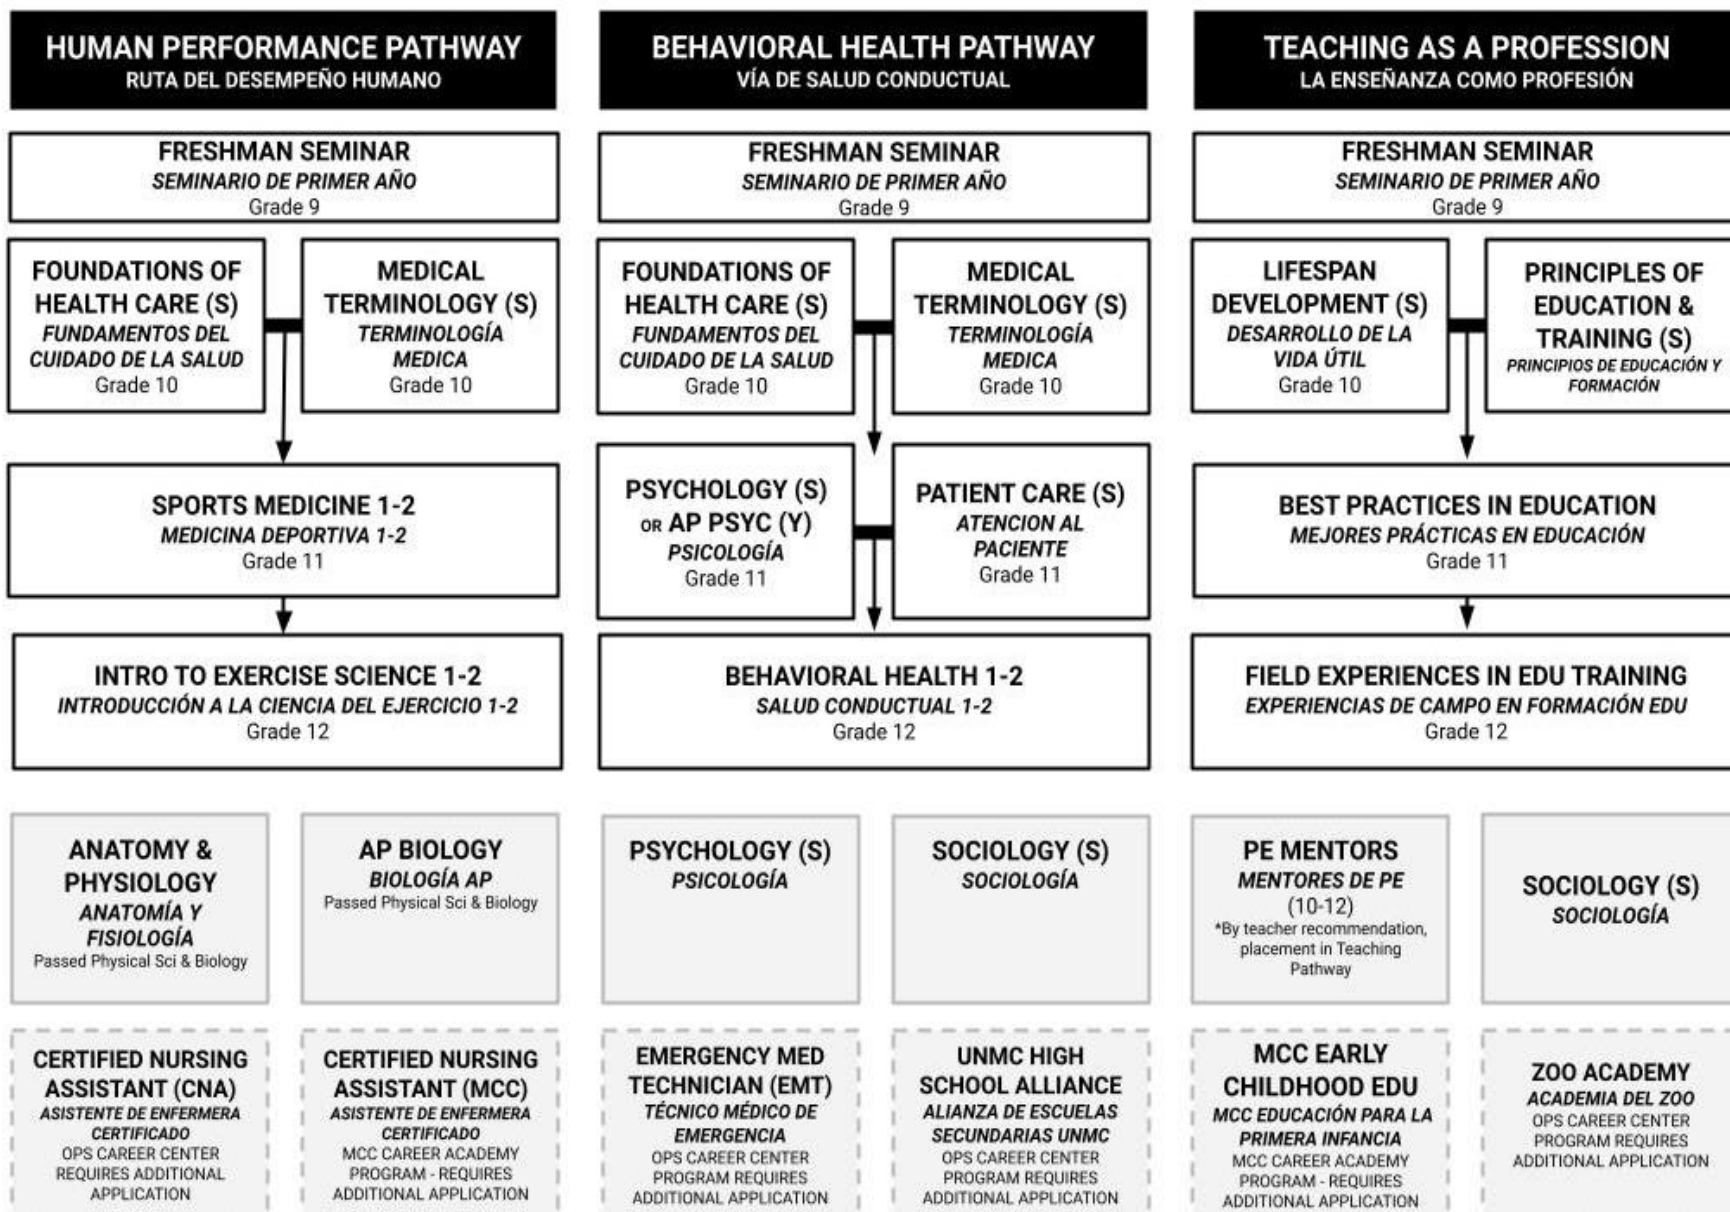 HUMAN PERFORMANCE PATHWAY
RUTA DEL DESEMPEÑO HUMANO
FRESHMAN SEMINAR
SEMINARIO DE PRIMER AÑO
Grade 9
FOUNDATIONS OF
HEALTH CARE (S)
FUNDAMENTOS DEL
CUIDADO DE LA SALUD
Grade 10
MEDICAL
TERMINOLOGY (S)
TERMINOLOGÍA
MEDICA
Grade 10
SPORTS MEDICINE 1-2
MEDICINA DEPORTIVA 1-2
Grade 11
INTRO TO EXERCISE SCIENCE 1-2
INTRODUCCIÓN A LA CIENCIA DEL EJERCICIO 1-2
Grade 12
ANATOMY &
PHYSIOLOGY
ANATOMÍA Y
FISIOLOGÍA
Passed Physical Sci & Biology
AP BIOLOGY
BIOLOGÍA AP
Passed Physical Sci & Biology
CERTIFIED NURSING
ASSISTANT (CNA)
ASISTENTE DE ENFERMERA
CERTIFICADO
OPS CAREER CENTER
REQUIRES ADDITIONAL
APPLICATION
CERTIFIED NURSING
ASSISTANT (MCC)
ASISTENTE DE ENFERMERA
CERTIFICADO
MCC CAREER ACADEMY
PROGRAM - REQUIRES
ADDITIONAL APPLICATION
BEHAVIORAL HEALTH PATHWAY
VÍA DE SALUD CONDUCTUAL
FRESHMAN SEMINAR
SEMINARIO DE PRIMER AÑO
Grade 9
FOUNDATIONS OF
HEALTH CARE (S)
FUNDAMENTOS DEL
CUIDADO DE LA SALUD
Grade 10
MEDICAL
TERMINOLOGY (S)
TERMINOLOGÍA
MEDICA
Grade 10
PSYCHOLOGY (S)
OR AP PSYC (Y)
PSICOLOGÍA
Grade 11
PATIENT CARE (S)
ATENCION AL
PACIENTE
Grade 11
BEHAVIORAL HEALTH 1-2
SALUD CONDUCTUAL 1-2
Grade 12
PSYCHOLOGY (S)
PSICOLOGÍA
SOCIOLOGY (S)
SOCIOLOGÍA
EMERGENCY MED
TECHNICIAN (EMT)
TÉCNICO MÉDICO DE
EMERGENCIA
OPS CAREER CENTER
PROGRAM REQUIRES
ADDITIONAL APPLICATION
UNMC HIGH
SCHOOL ALLIANCE
ALIANZA DE ESCUELAS
SECUNDARIAS UNMC
OPS CAREER CENTER
PROGRAM REQUIRES
ADDITIONAL APPLICATION
TEACHING AS A PROFESSION
LA ENSEÑANZA COMO PROFESIÓN
FRESHMAN SEMINAR
SEMINARIO DE PRIMER AÑO
Grade 9
LIFESPAN
DEVELOPMENT (S)
DESARROLLO DE LA
VIDA ÚTIL
Grade 10
PRINCIPLES OF
EDUCATION &
TRAINING (S)
PRINCIPIOS DE EDUCACIÓN Y
FORMACIÓN
BEST PRACTICES IN EDUCATION
MEJORES PRÁCTICAS EN EDUCACIÓN
Grade 11
FIELD EXPERIENCES IN EDU TRAINING
EXPERIENCIAS DE CAMPO EN FORMACIÓN EDU
Grade 12
PE MENTORS
MENTORES DE PE
(10-12)
*By teacher recommendation,
placement in Teaching
Pathway
SOCIOLOGY (S)
SOCIOLOGÍA
MCC EARLY
CHILDHOOD EDU
MCC EDUCACIÓN PARA LA
PRIMERA INFANCIA
MCC CAREER ACADEMY
PROGRAM - REQUIRES
ADDITIONAL APPLICATION
ZOO ACADEMY
ACADEMIA DEL ZOO
OPS CAREER CENTER
PROGRAM REQUIRES
ADDITIONAL APPLICATION